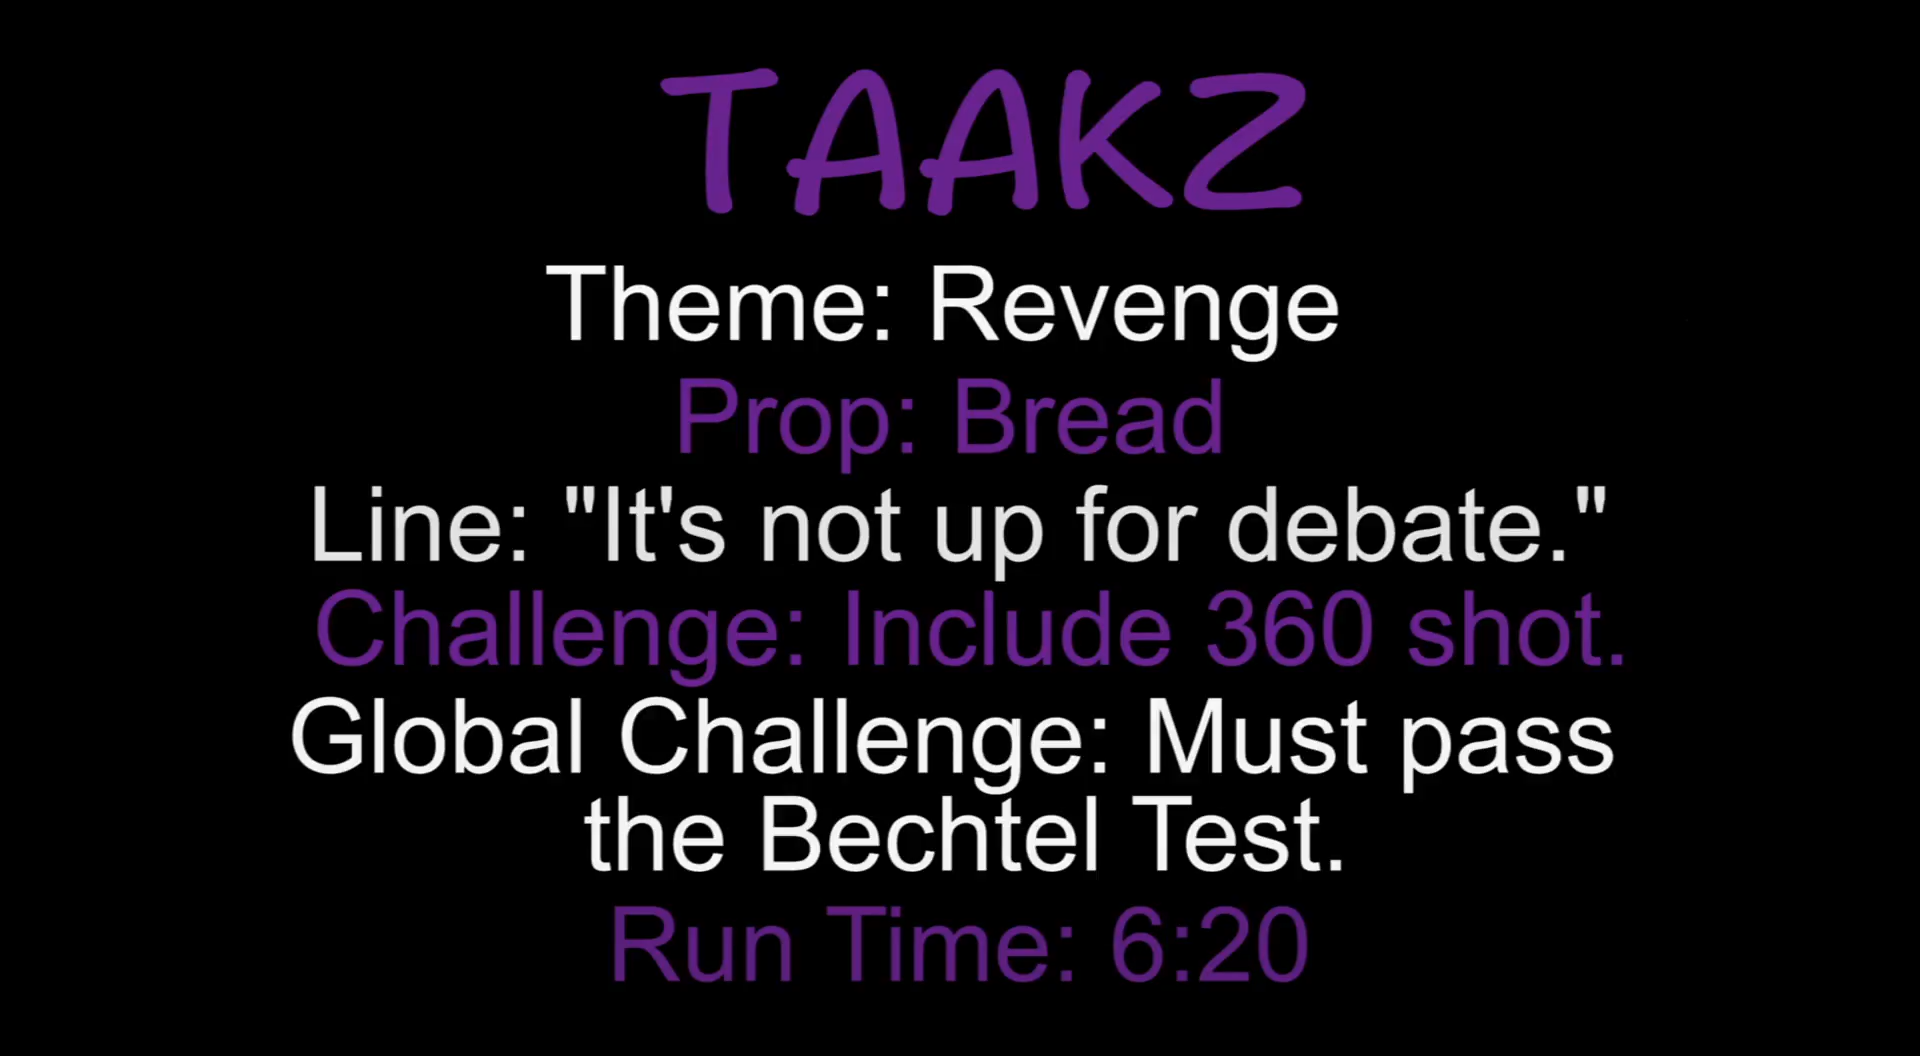 TAAKZ
Theme: Revenge
Prop: Bread
Line: "It's not up for debate."
Challenge: Include 360 shot.
Global Challenge: Must pass
the Bechtel Test.
Run Time: 6:20